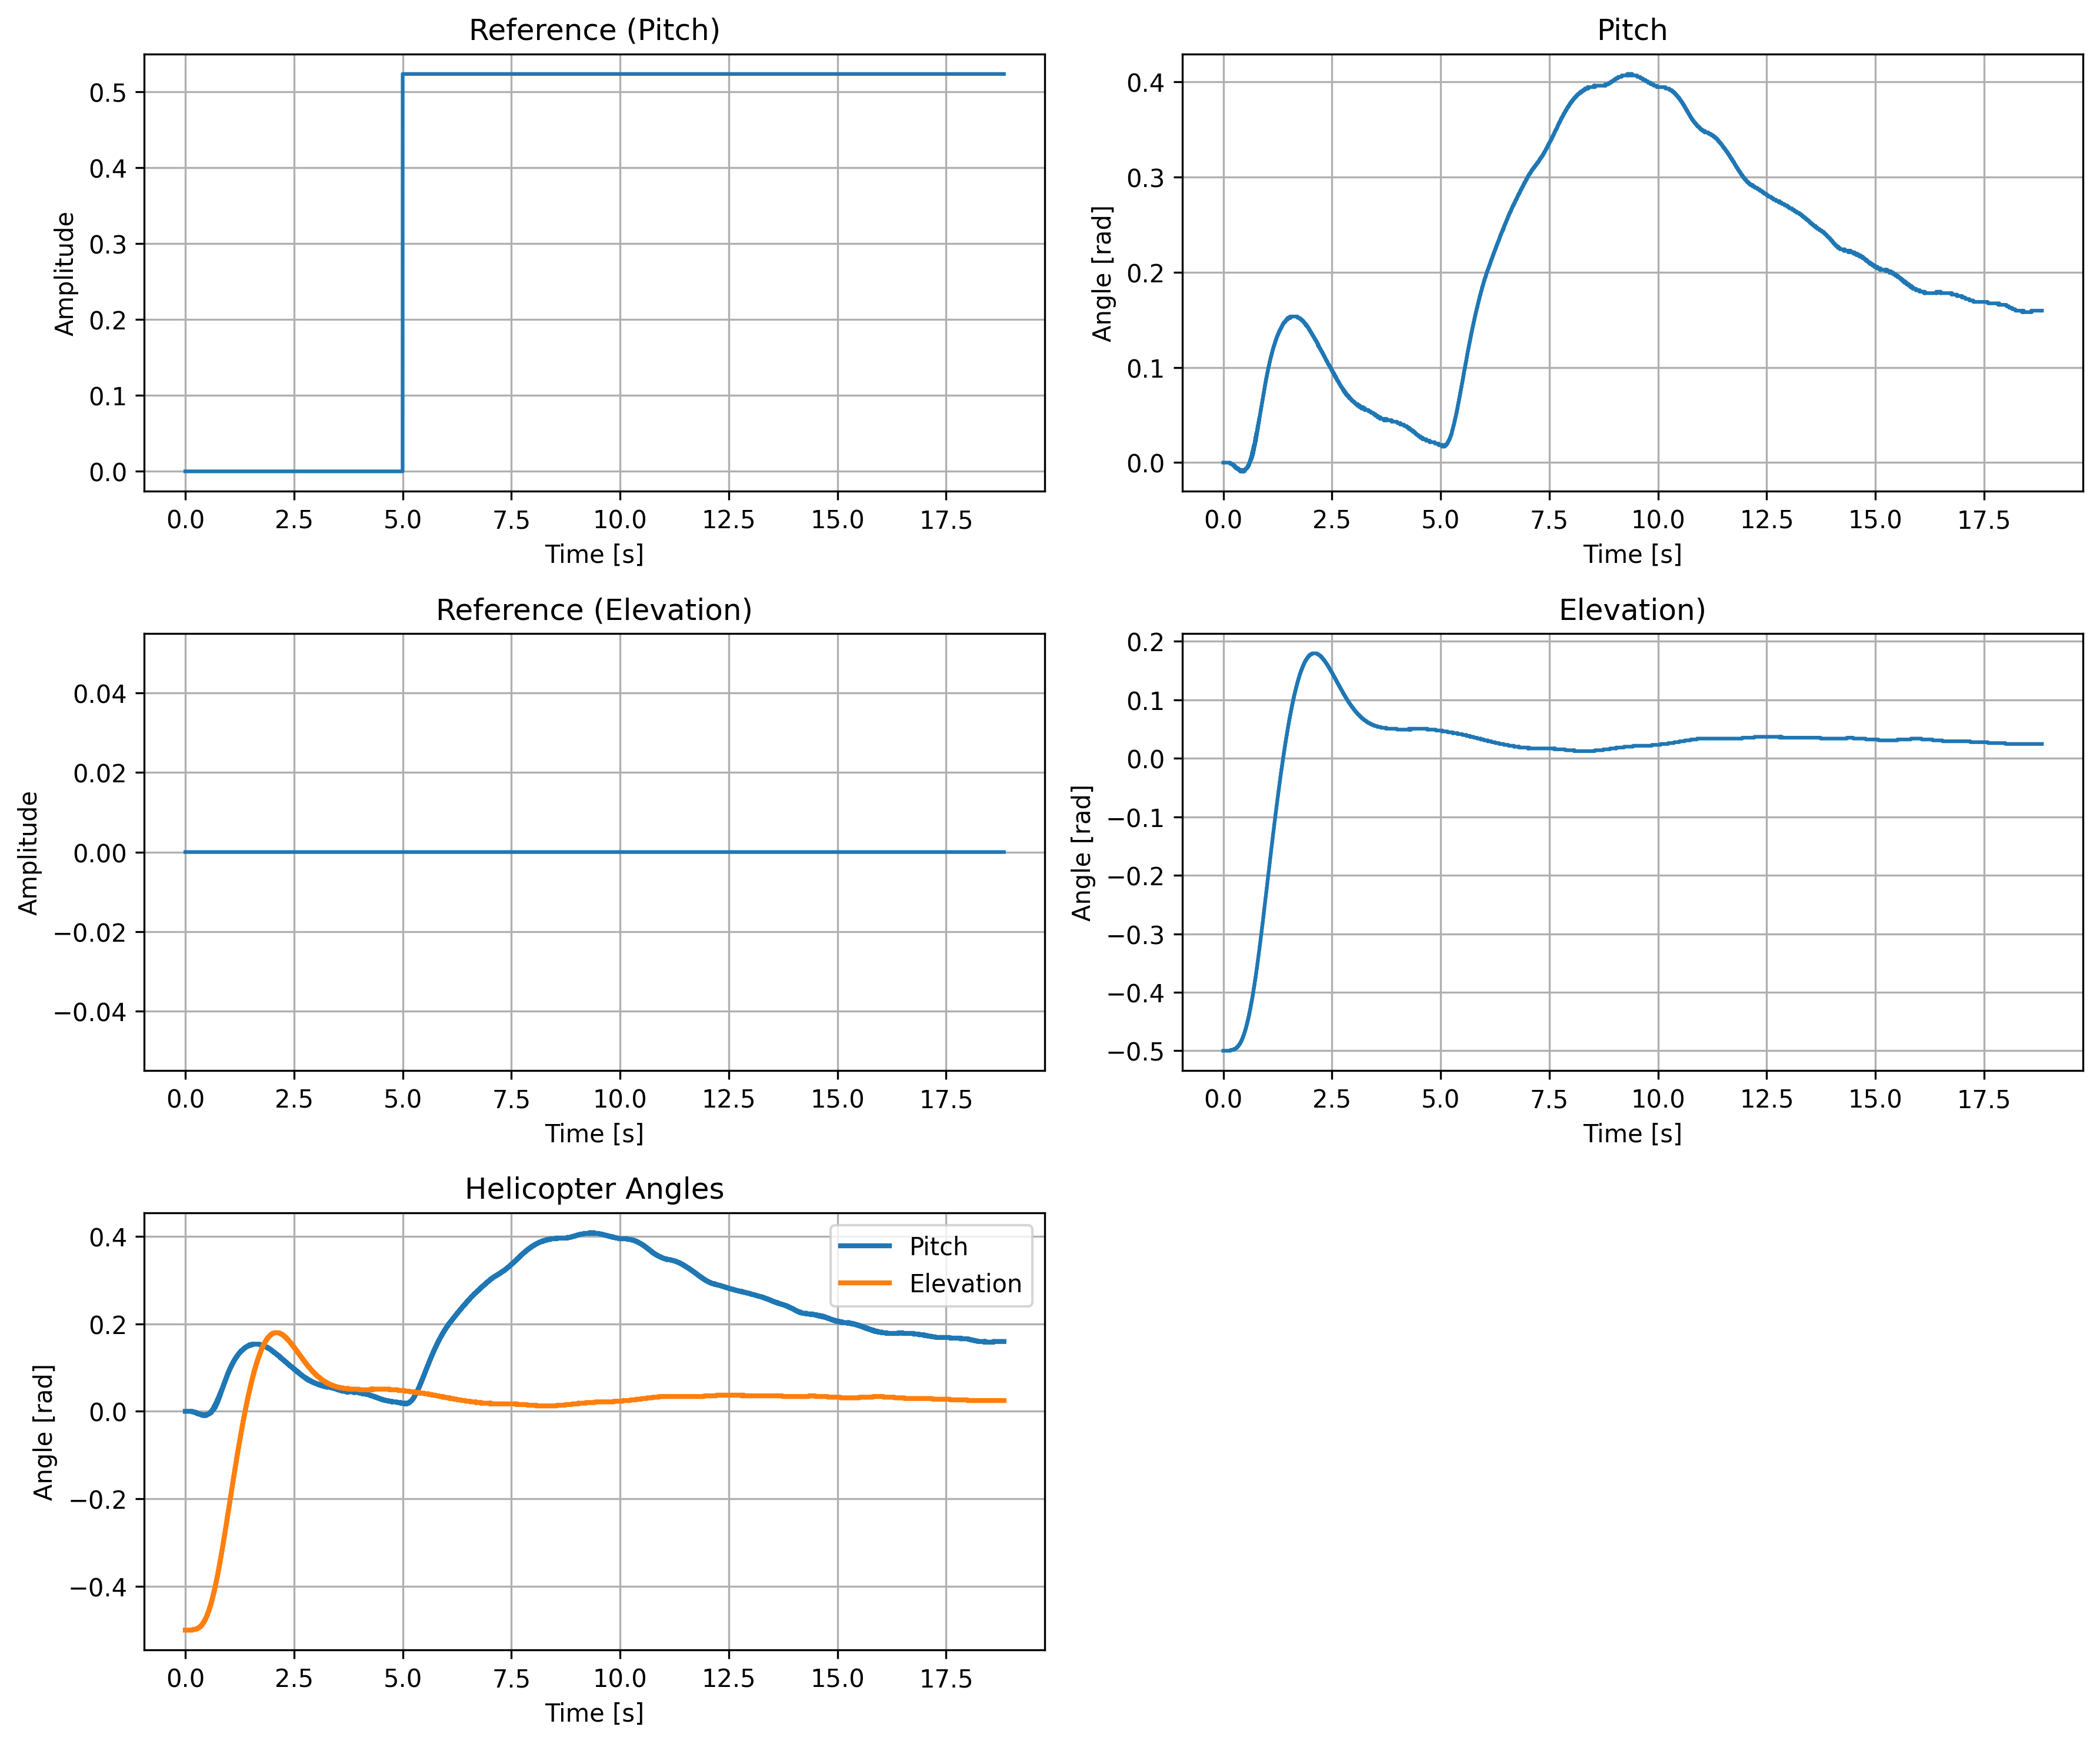 Reference (Pitch)
Amplitude
0.5
0.4
0.3
0.2
0.1
0.0
0.0 2.5 5.0 7.5 10.0 12.5 15.0 17.5
Time [s]
Pitch
Angle [rad]
0.4
0.3
0.2
0.1
0.0
0.0 2.5 5.0 7.5 10.0 12.5 15.0 17.5
Time [s]
Reference (Elevation)
Amplitude
0.04
0.02
0.00
−0.02
−0.04
0.0 2.5 5.0 7.5 10.0 12.5 15.0 17.5
Time [s]
Elevation)
Angle [rad]
0.2
0.1
0.0
−0.1
−0.2
−0.3
−0.4
−0.5
0.0 2.5 5.0 7.5 10.0 12.5 15.0 17.5
Time [s]
Helicopter Angles
Angle [rad]
0.4
0.2
0.0
−0.2
−0.4
Pitch
Elevation
0.0 2.5 5.0 7.5 10.0 12.5 15.0 17.5
Time [s]